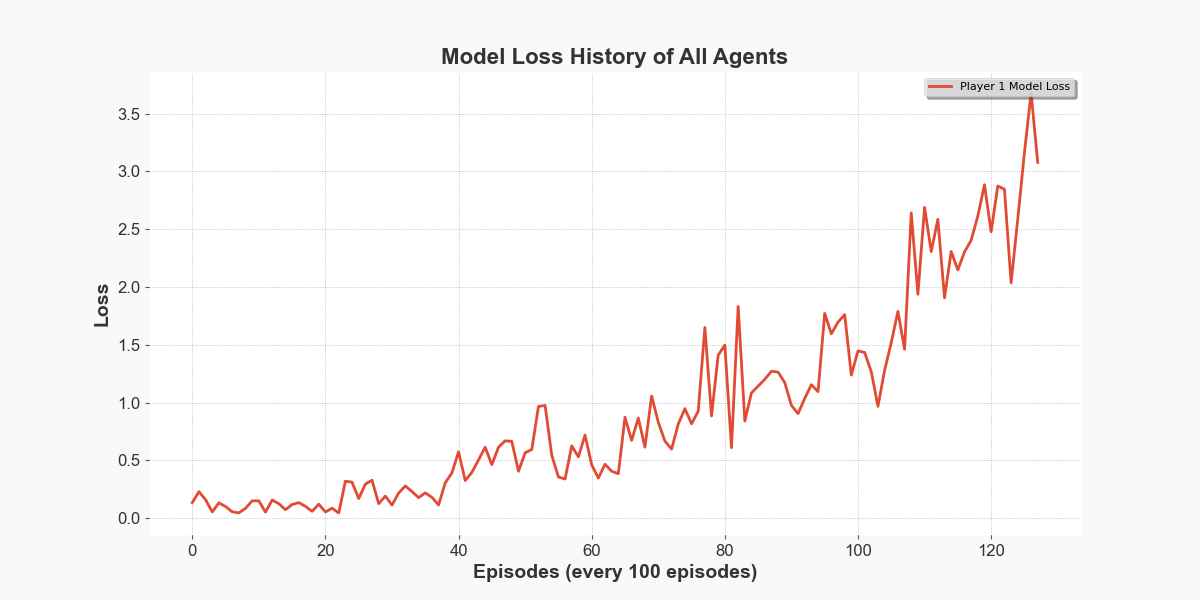 Model Loss History of All Agents
Player 1 Model Loss
3.5
3.0
2.5
2.0
1.5
1.0
0.5
0.0
Loss
0 20 40 60 80 100 120
Episodes (every 100 episodes)